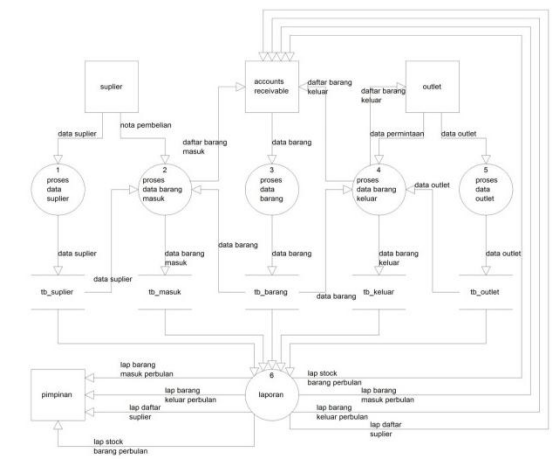 suplier
accounts
receivable
outlet
daftar barang
keluar
daftar barang
keluar
nota pembelian
data suplier
daftar barang
masuk
data barang
data permintaan
data outlet
1
proses
data
suplier
2
proses
data barang
masuk
3
proses
data
barang
4
proses
data barang
keluar
data outlet
5
proses
data
outlet
data suplier
data suplier
data barang
masuk
data barang
data barang
data barang
data barang
keluar
data outlet
tb_suplier
tb_masuk
tb_barang
tb_keluar
tb_outlet
pimpinan
lap barang
masuk perbulan
lap barang
keluar perbulan
lap daftar
suplier
lap stock
barang perbulan
6
laporan
lap stock
barang perbulan
lap barang
masuk perbulan
lap barang
keluar perbulan
lap daftar
suplier